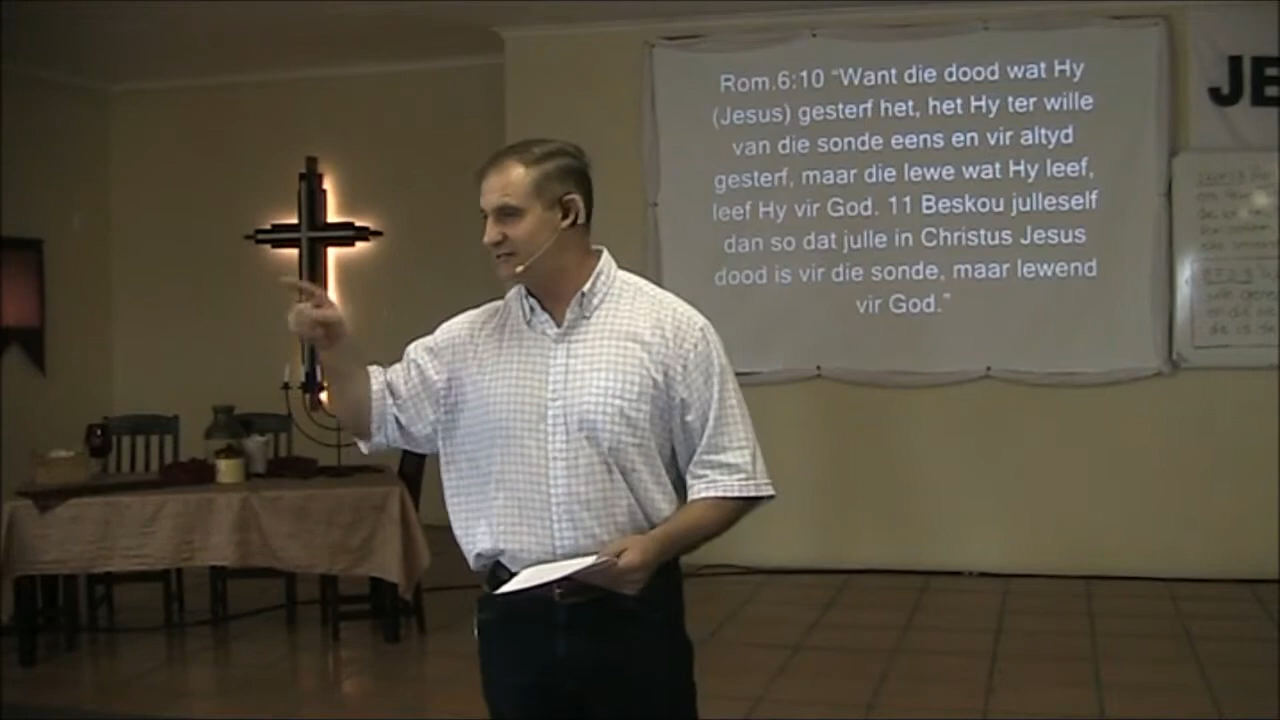 Rom.6:10 “Want die dood wat Hy
(Jesus) gesterf het, het Hy ter wille
van die sonde eens en vir altyd
gesterf, maar die lewe wat Hy leef,
leef Hy vir God. 11 Beskou julleself
dan so dat julle in Christus Jesus
dood is vir die sonde, maar lewend
vir God.”
JE